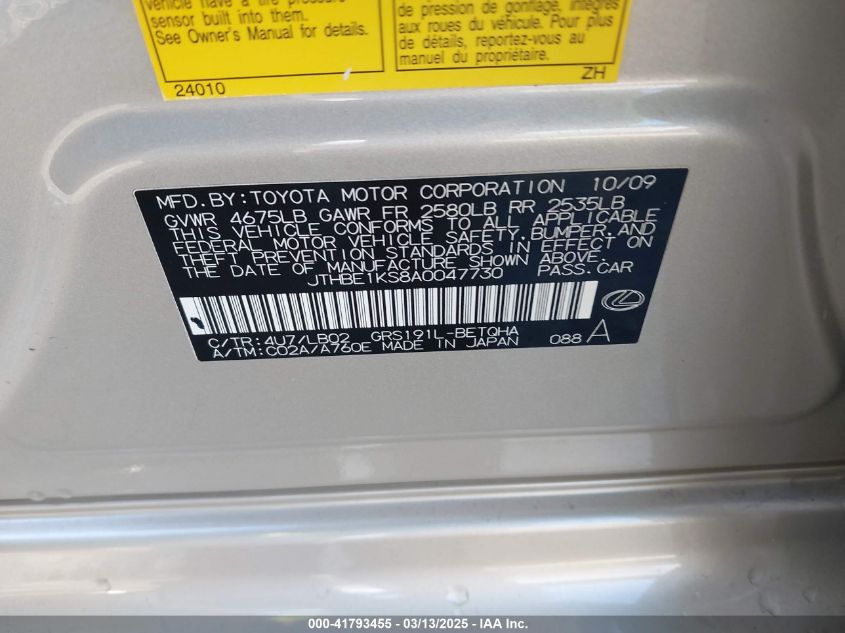 vehicle have a tire pressure
sensor built into them.
See Owner's Manual for details.
24010
de pression de gonflage, intégrés
aux roues du véhicule. Pour plus
de détails, reportez-vous au
manuel du propriétaire.
ZH
MFD.BY:TOYOTA MOTOR CORPORATION 10/09
GVWR 4675LB GAWR FR 2580LB RR 2535LB
THIS VEHICLE CONFORMS TO ALL APPLICABLE
FEDERAL MOTOR VEHICLE SAFETY,BUMPER,AND
THEFT PREVENTION STANDARDS IN EFFECT ON
THE DATE OF MANUFACTURE SHOWN ABOVE.
JTHBE1KS8A0047730 PASS.CAR
C/TR:4U7/LB02 GRS191L-BETQHA
A/TM:C02A/A760E MADE IN JAPAN 088 A
000-41793455 - 03/13/2025 - IAA Inc.